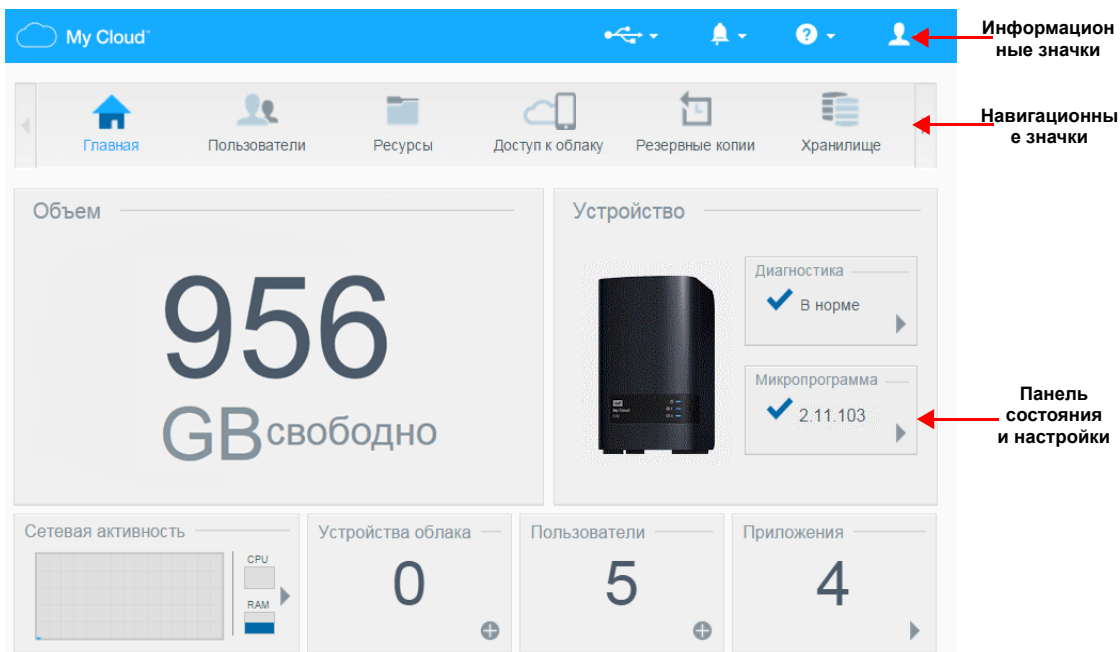 My Cloud™
Информацион
ные значки
Главная
Пользователи
Ресурсы
Доступ к облаку
Резервные копии
Хранилище
Навигационны
е значки
Объем
956
GB свободно
Устройство
Диагностика
В норме
Микропрограмма
2.11.103
Панель
состояния
и настройки
Сетевая активность
CPU
RAM
Устройства облака
0
Пользователи
5
Приложения
4